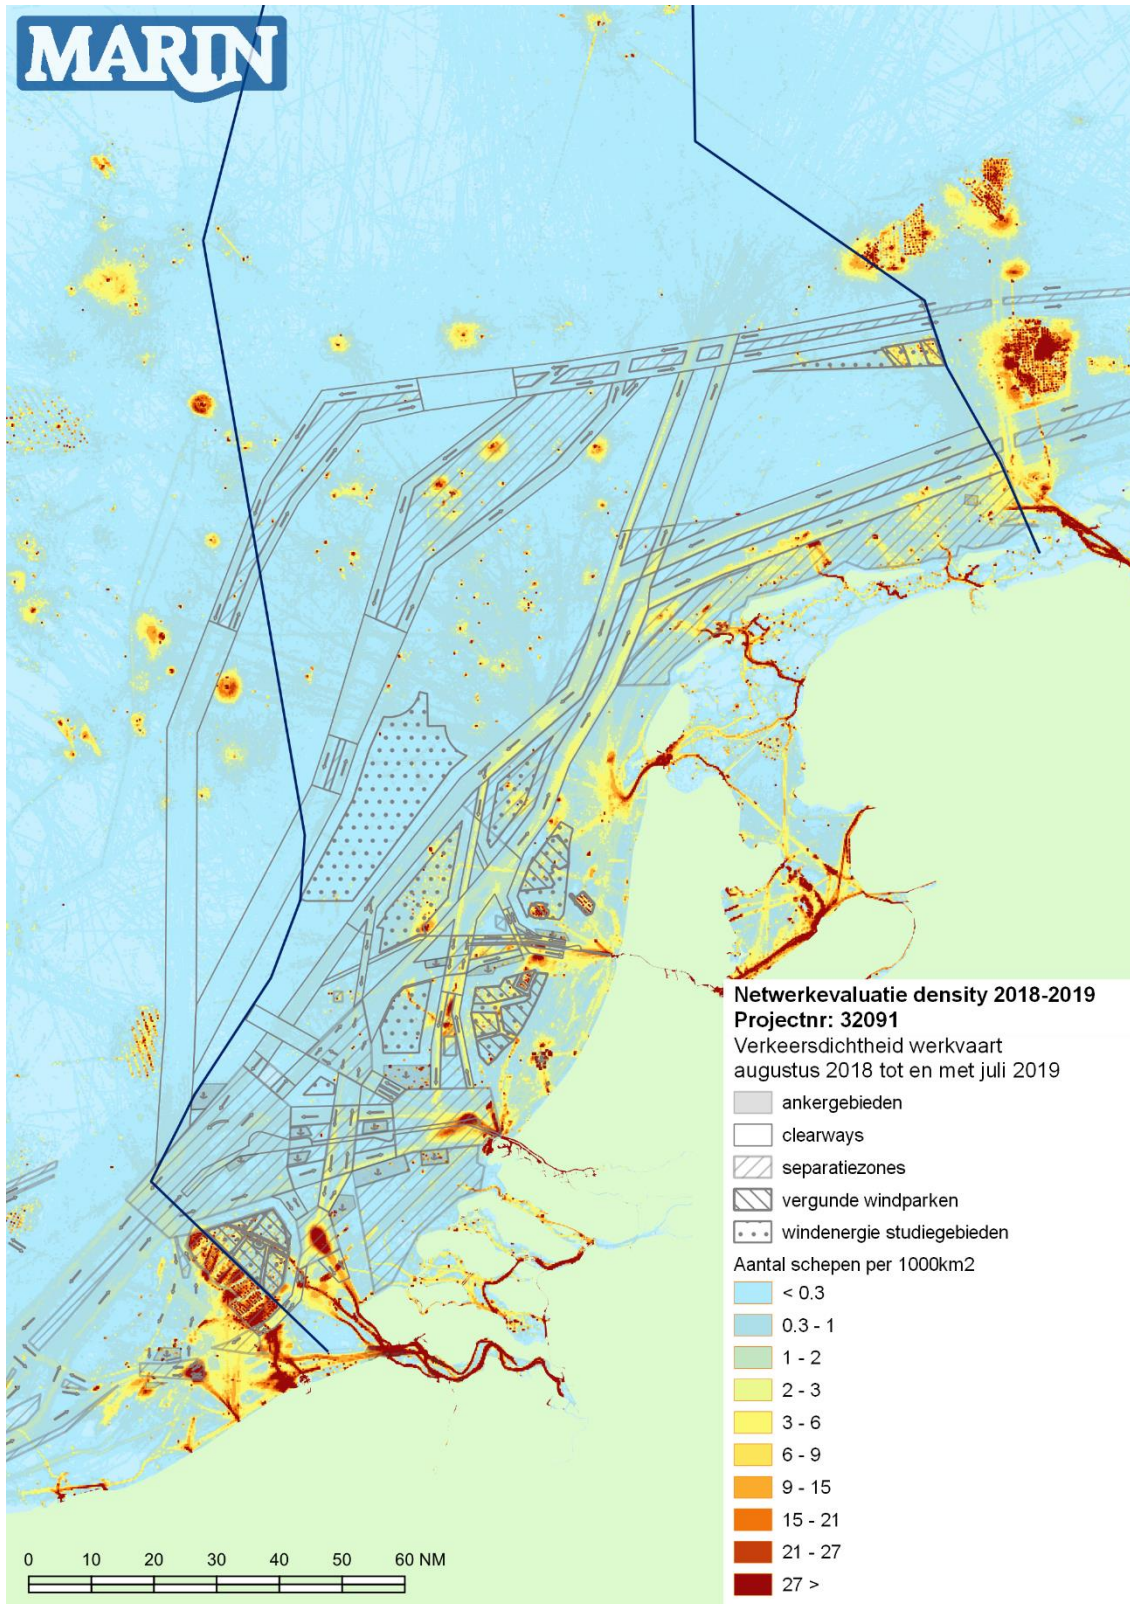 MARIN
Netwerkevaluatie density 2018-2019
Projectnr: 32091
Verkeersdichtheid werkvaart
augustus 2018 tot en met juli 2019
ankergebieden
clearways
separatiezones
vergunde windparken
windenergie studiegebieden
Aantal schepen per 1000km2
< 0.3
0.3 - 1
1 - 2
2 - 3
3 - 6
6 - 9
9 - 15
15 - 21
21 - 27
27 >
0 10 20 30 40 50 60 NM